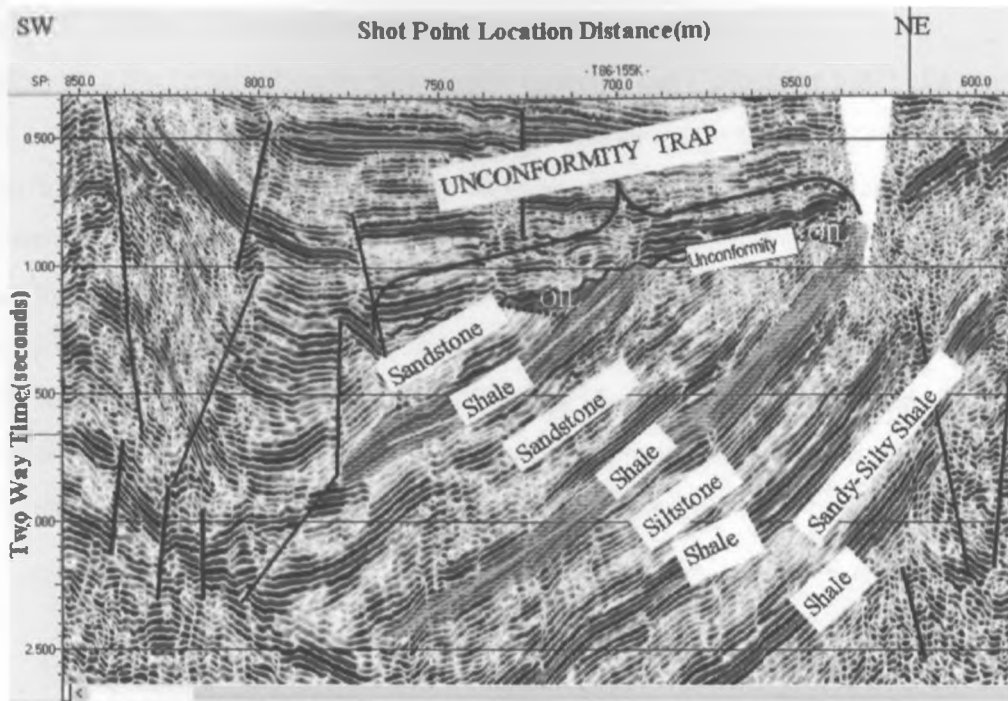 SW
Shot Point Location Distance(m)
NE
- T86-155K -
SP: 850.0 800.0 750.0 700.0 650.0 600.0
0.500
UNCONFORMITY TRAP
Oil
Unconformity
1.000
Oil
Sandstone
Shale
.500
Sandstone
Shale
Siltstone
Sandy-Silty Shale
.000
Shale
Shale
2.500
Two Way Time(seconds)